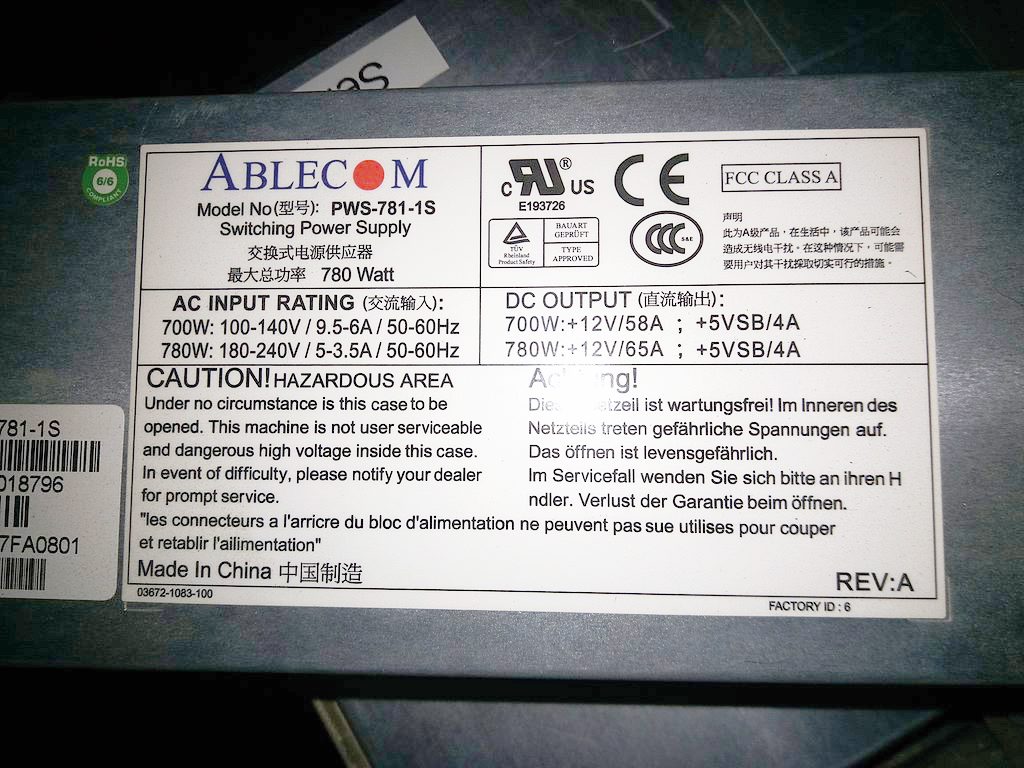 Ser
RoHS
6/6
COMPLIANT
ABLECOM
Model No(型号): PWS-781-1S
Switching Power Supply
交换式电源供应器
最大总功率 780 Watt
c RU ® US
E193726
CE
FCC CLASS A
TÜV
Rheinland
Product Safety
BAUART
GEPRÜFT
TYPE
APPROVED
CCC S&E
声明
此为A级产品，在生活中，该产品可能会
造成无线电干扰。在这种情况下，可能需
要用户对其干扰采取切实可行的措施。
AC INPUT RATING (交流输入):
700W: 100-140V / 9.5-6A / 50-60Hz
780W: 180-240V / 5-3.5A / 50-60Hz
DC OUTPUT (直流输出):
700W:+12V/58A ; +5VSB/4A
780W:+12V/65A ; +5VSB/4A
CAUTION! HAZARDOUS AREA
Under no circumstance is this case to be
opened. This machine is not user serviceable
and dangerous high voltage inside this case.
In event of difficulty, please notify your dealer
for prompt service.
Achtung!
ist wartungsfrei! Im Inneren des
Netzteils treten gefährliche Spannungen auf.
Das öffnen ist levensgefährlich.
Im Servicefall wenden Sie sich bitte an ihren H
ndler. Verlust der Garantie beim öffnen.
"les connecteurs a l'arricre du bloc d'alimentation ne peuvent pas sue utilises pour couper
et retablir l'ailimentation"
Made In China 中国制造
REV:A
03672-1083-100
FACTORY ID : 6
781-1S
018796
7FA0801